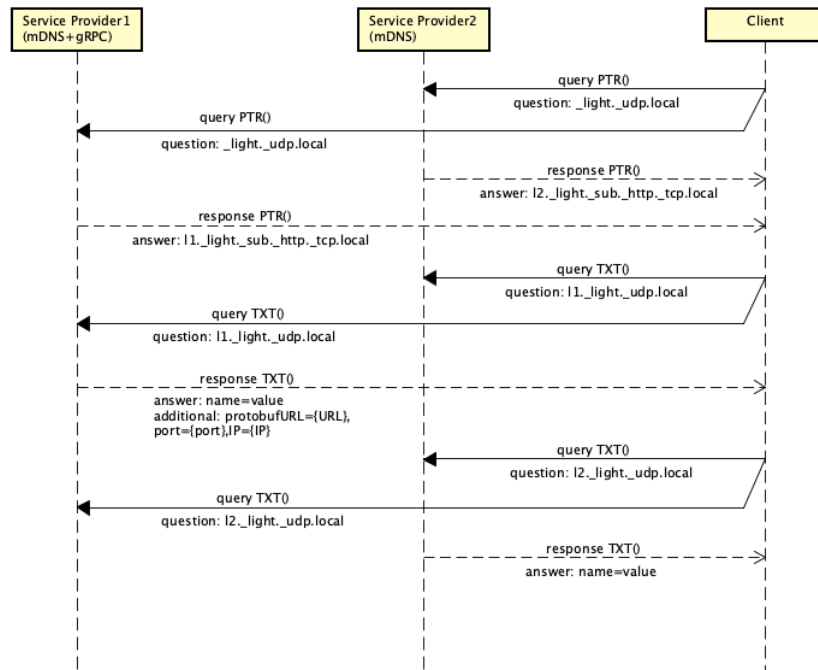 Service Provider1
(mDNS+gRPC)
Service Provider2
(mDNS)
Client
query PTR()
question: _light._udp.local
query PTR()
question: _light._udp.local
response PTR()
answer: l2._light._sub._http._tcp.local
response PTR()
answer: l1._light._sub._http._tcp.local
query TXT()
question: l1._light._udp.local
query TXT()
question: l1._light._udp.local
response TXT()
answer: name=value
additional: protobufURL={URL},
port={port},IP={IP}
query TXT()
question: l2._light._udp.local
query TXT()
question: l2._light._udp.local
response TXT()
answer: name=value